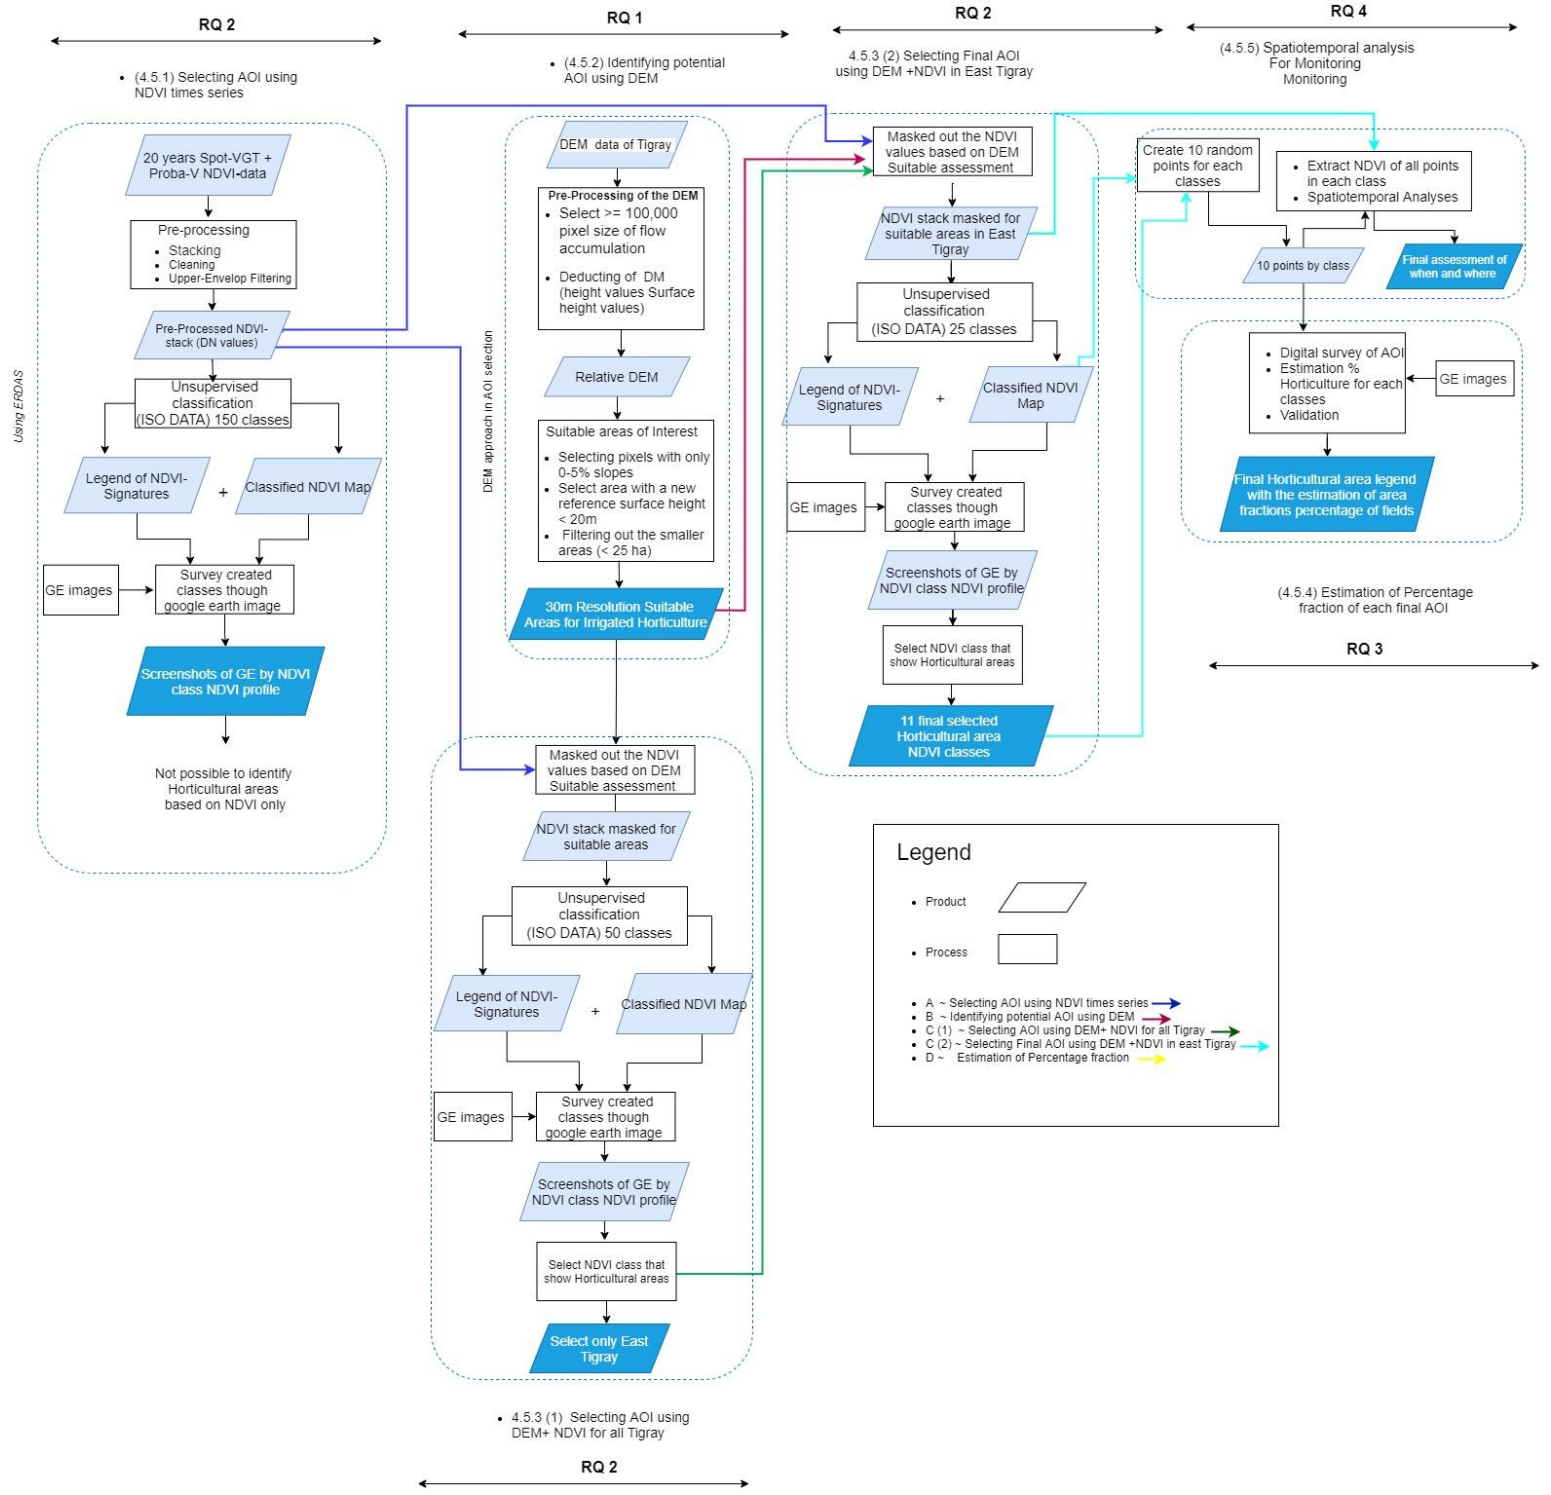 RQ 2
• (4.5.1) Selecting AOI using
NDVI times series
20 years Spot-VGT +
Proba-V NDVI-data
Pre-processing
• Stacking
• Cleaning
• Upper-Envelop Filtering
Pre-Processed NDVI-
stack (DN values)
Using ERDAS
Unsupervised
classification
(ISO DATA) 150 classes
Legend of NDVI-
Signatures
+
Classified NDVI Map
GE images
Survey created
classes though
google earth image
Screenshots of GE by NDVI
class NDVI profile
Not possible to identify
Horticultural areas
based on NDVI only
RQ 1
• (4.5.2) Identifying potential
AOI using DEM
DEM data of Tigray
Pre-Processing of the DEM
• Select >= 100,000
pixel size of flow
accumulation
• Deducting of DM
(height values Surface
height values)
DEM approach in AOI selection
Relative DEM
Suitable areas of Interest
• Selecting pixels with only
0-5% slopes
• Select area with a new
reference surface height
< 20m
• Filtering out the smaller
areas (< 25 ha)
30m Resolution Suitable
Areas for Irrigated Horticulture
Masked out the NDVI
values based on DEM
Suitable assessment
NDVI stack masked for
suitable areas
Unsupervised
classification
(ISO DATA) 50 classes
Legend of NDVI-
Signatures
+
Classified NDVI Map
GE images
Survey created
classes though
google earth image
Screenshots of GE by
NDVI class NDVI profile
Select NDVI class that
show Horticultural areas
Select only East
Tigray
• 4.5.3 (1) Selecting AOI using
DEM+ NDVI for all Tigray
RQ 2
RQ 2
4.5.3 (2) Selecting Final AOI
using DEM +NDVI in East Tigray
Masked out the NDVI
values based on DEM
Suitable assessment
NDVI stack masked for
suitable areas in East
Tigray
Unsupervised
classification
(ISO DATA) 25 classes
Legend of NDVI-
Signatures
+
Classified NDVI
Map
GE images
Survey created
classes though
google earth image
Screenshots of GE by
NDVI class NDVI profile
Select NDVI class that
show Horticultural areas
11 final selected
Horticultural area
NDVI classes
RQ 4
(4.5.5) Spatiotemporal analysis
For Monitoring
Monitoring
Create 10 random
points for each
classes
• Extract NDVI of all points
in each class
• Spatiotemporal Analyses
10 points by class
Final assessment of
when and where
• Digital survey of AOI
• Estimation %
Horticulture for each
classes
• Validation
GE images
Final Horticultural area legend
with the estimation of area
fractions percentage of fields
(4.5.4) Estimation of Percentage
fraction of each final AOI
RQ 3
Legend
• Product
• Process
• A ~ Selecting AOI using NDVI times series
• B ~ Identifying potential AOI using DEM
• C (1) ~ Selecting AOI using DEM+ NDVI for all Tigray
• C (2) ~ Selecting Final AOI using DEM +NDVI in east Tigray
• D ~ Estimation of Percentage fraction